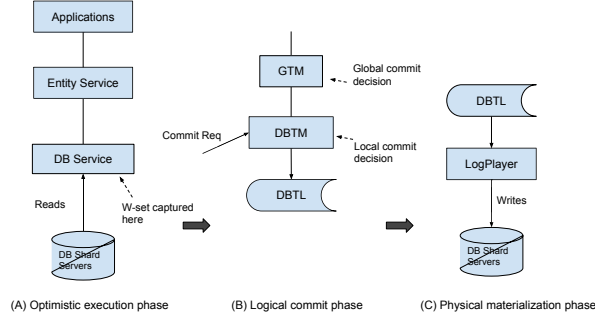 Applications
Entity Service
DB Service
Reads
W-set captured
here
DB Shard
Servers
(A) Optimistic execution phase
GTM
Global commit
decision
Commit Req
DBTM
Local commit
decision
DBTL
(B) Logical commit phase
DBTL
LogPlayer
Writes
DB Shard
Servers
(C) Physical materialization phase